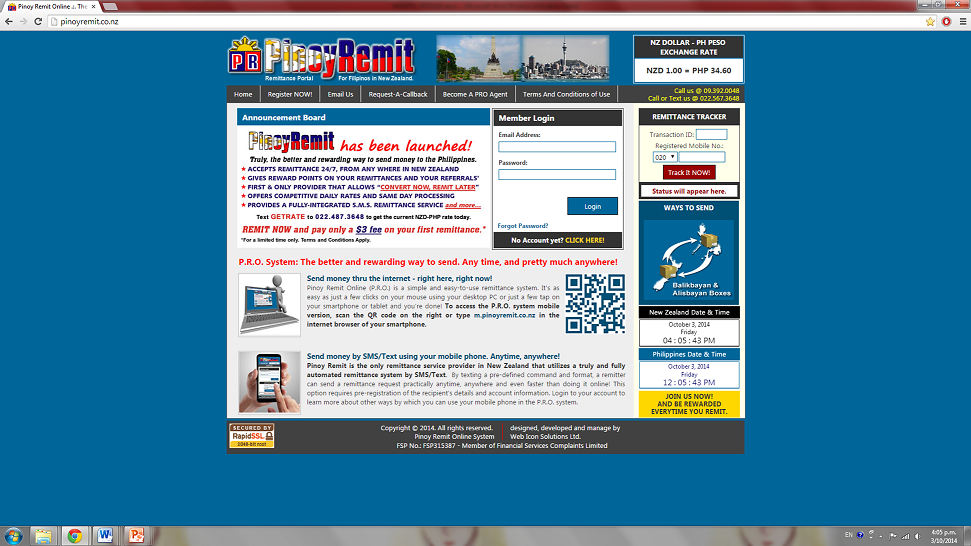 Pinoy Remit Online .:. The
pinoyremit.co.nz
PR PinoyRemit
Remittance Portal For Filipinos in New Zealand.
NZ DOLLAR - PH PESO
EXCHANGE RATE
NZD 1.00 = PHP 34.60
Home Register NOW! Email Us Request-A-Callback Become A PRO Agent Terms And Conditions of Use
Call us @ 09.392.0048
Call or Text us @ 022.567.3648
Announcement Board
PinoyRemit has been launched!
Truly, the better and rewarding way to send money to the Philippines.
★ ACCEPTS REMITTANCE 24/7, FROM ANY WHERE IN NEW ZEALAND
★ GIVES REWARD POINTS ON YOUR REMITTANCES AND YOUR REFERRALS'
★ FIRST & ONLY PROVIDER THAT ALLOWS "CONVERT NOW, REMIT LATER"
★ OFFERS COMPETITIVE DAILY RATES AND SAME DAY PROCESSING
★ PROVIDES A FULLY-INTEGRATED S.M.S. REMITTANCE SERVICE and more...
Text GETRATE to 022.487.3648 to get the current NZD-PHP rate today.
REMIT NOW and pay only a $3 fee on your first remittance.*
*For a limited time only. Terms and Conditions Apply.
Member Login
Email Address:
Password:
Login
Forgot Password?
No Account yet? CLICK HERE!
REMITTANCE TRACKER
Transaction ID:
Registered Mobile No.:
020
Track It NOW!
Status will appear here.
WAYS TO SEND
Balikbayan &
Alisbayan Boxes
New Zealand Date & Time
October 3, 2014
Friday
04 : 05 : 43 PM
Philippines Date & Time
October 3, 2014
Friday
12 : 05 : 43 PM
JOIN US NOW!
AND BE REWARDED
EVERYTIME YOU REMIT.
P.R.O. System: The better and rewarding way to send. Any time, and pretty much anywhere!
Send money thru the internet - right here, right now!
Pinoy Remit Online (P.R.O.) is a simple and easy-to-use remittance system. It's as
easy as just a few clicks on your mouse using your desktop PC or just a few tap on
your smartphone or tablet and you're done! To access the P.R.O. system mobile
version, scan the QR code on the right or type m.pinoyremit.co.nz in the
internet browser of your smartphone.
Send money by SMS/Text using your mobile phone. Anytime, anywhere!
Pinoy Remit is the only remittance service provider in New Zealand that utilizes a truly and fully
automated remittance system by SMS/Text. By texting a pre-defined command and format, a remitter
can send a remittance request practically anytime, anywhere and even faster than doing it online! This
option requires pre-registration of the recipient's details and account information. Login to your account to
learn more about other ways by which you can use your mobile phone in the P.R.O. system.
SECURED BY
RapidSSL
2048-bit root
Copyright © 2014. All rights reserved.
Pinoy Remit Online System
designed, developed and manage by
Web Icon Solutions Ltd.
FSP No.: FSP315387 - Member of Financial Services Complaints Limited
EN
4:05 p.m.
3/10/2014